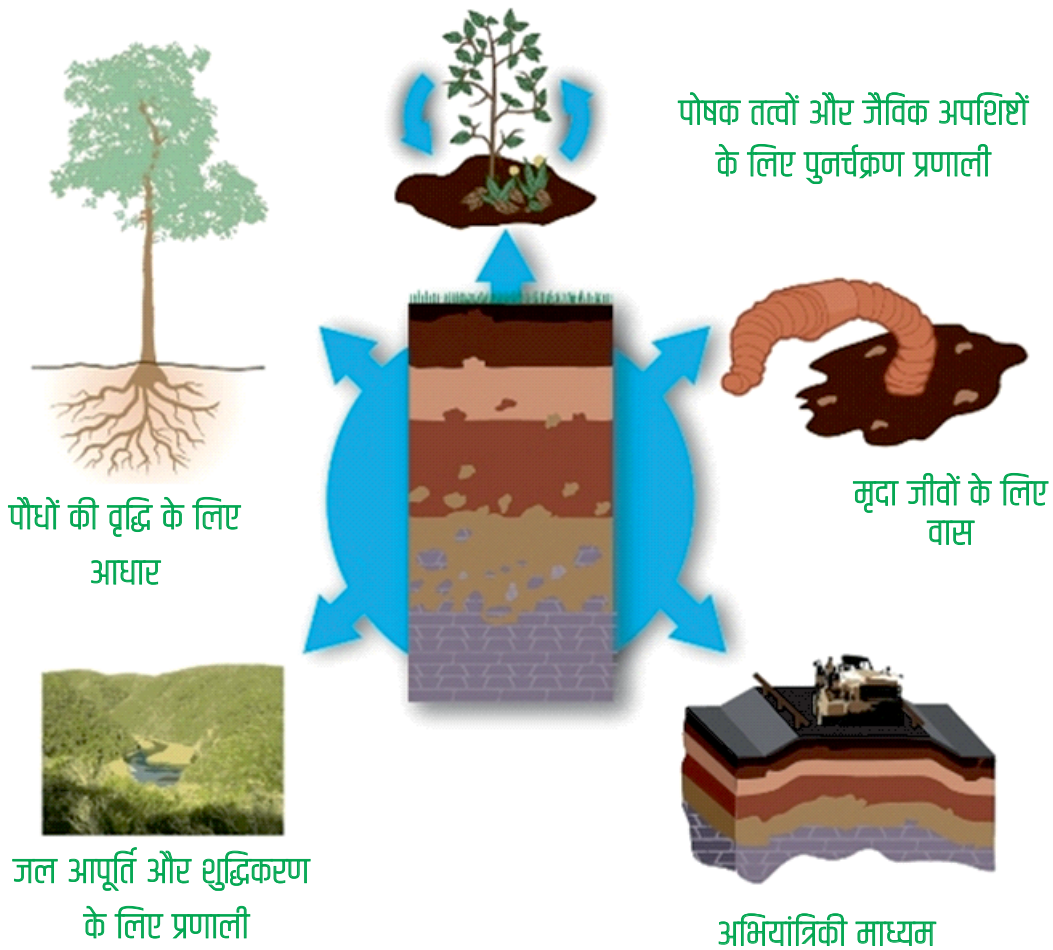 पोषक तत्वों और जैविक अपशिष्टों
के लिए पुनर्चक्रण प्रणाली
मृदा जीवों के लिए
वास
पौधों की वृद्धि के लिए
आधार
जल आपूर्ति और शुद्धिकरण
के लिए प्रणाली
अभियांत्रिकी माध्यम